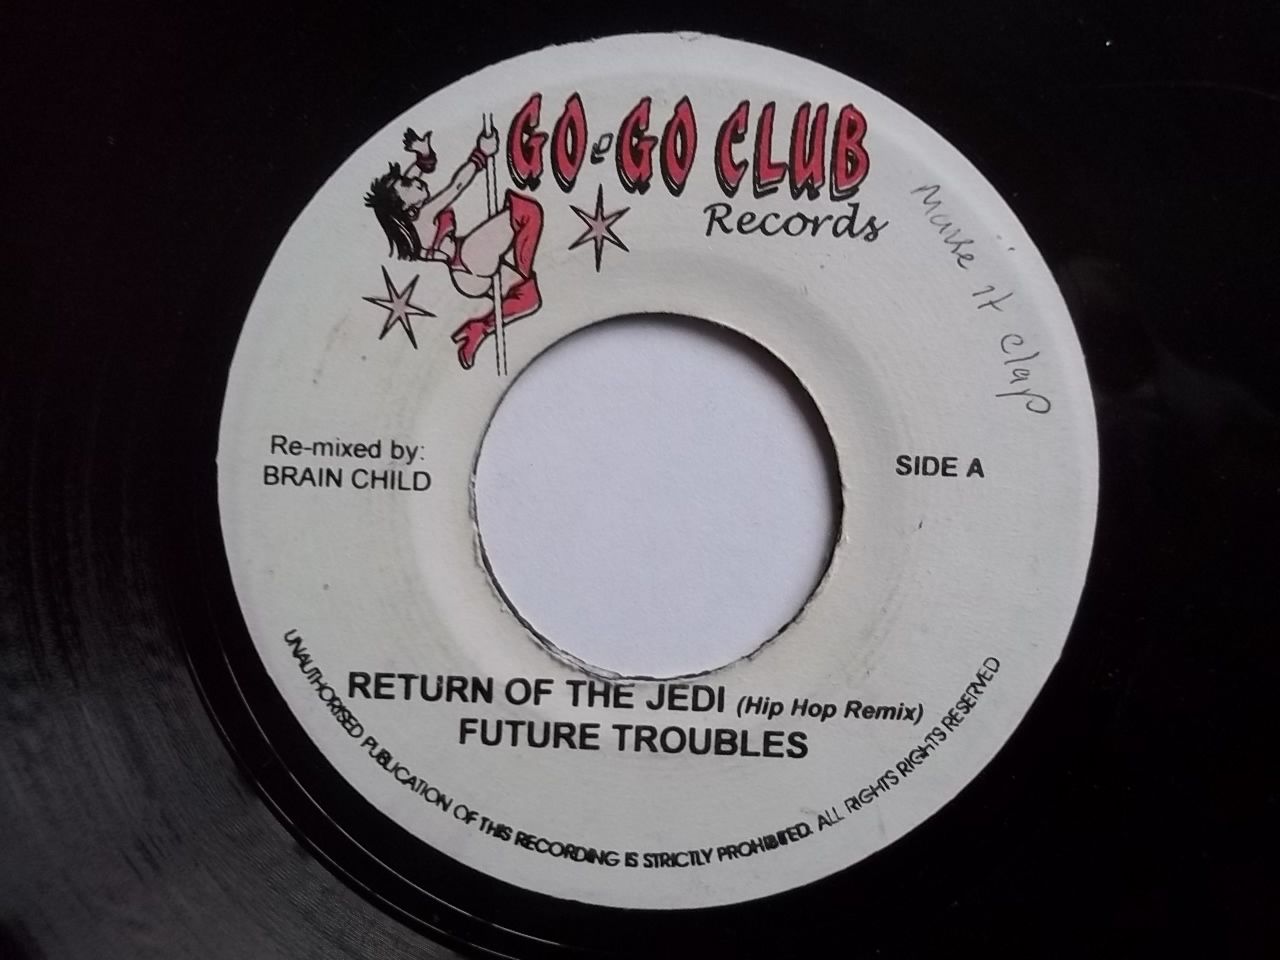 GO-GO CLUB
Records
Make it clap
Re-mixed by:
BRAIN CHILD
SIDE A
RETURN OF THE JEDI (Hip Hop Remix)
FUTURE TROUBLES
UNAUTHORISED PUBLICATION OF THIS RECORDING IS STRICTLY PROHIBITED. ALL RIGHTS RIGHTS RESERVED